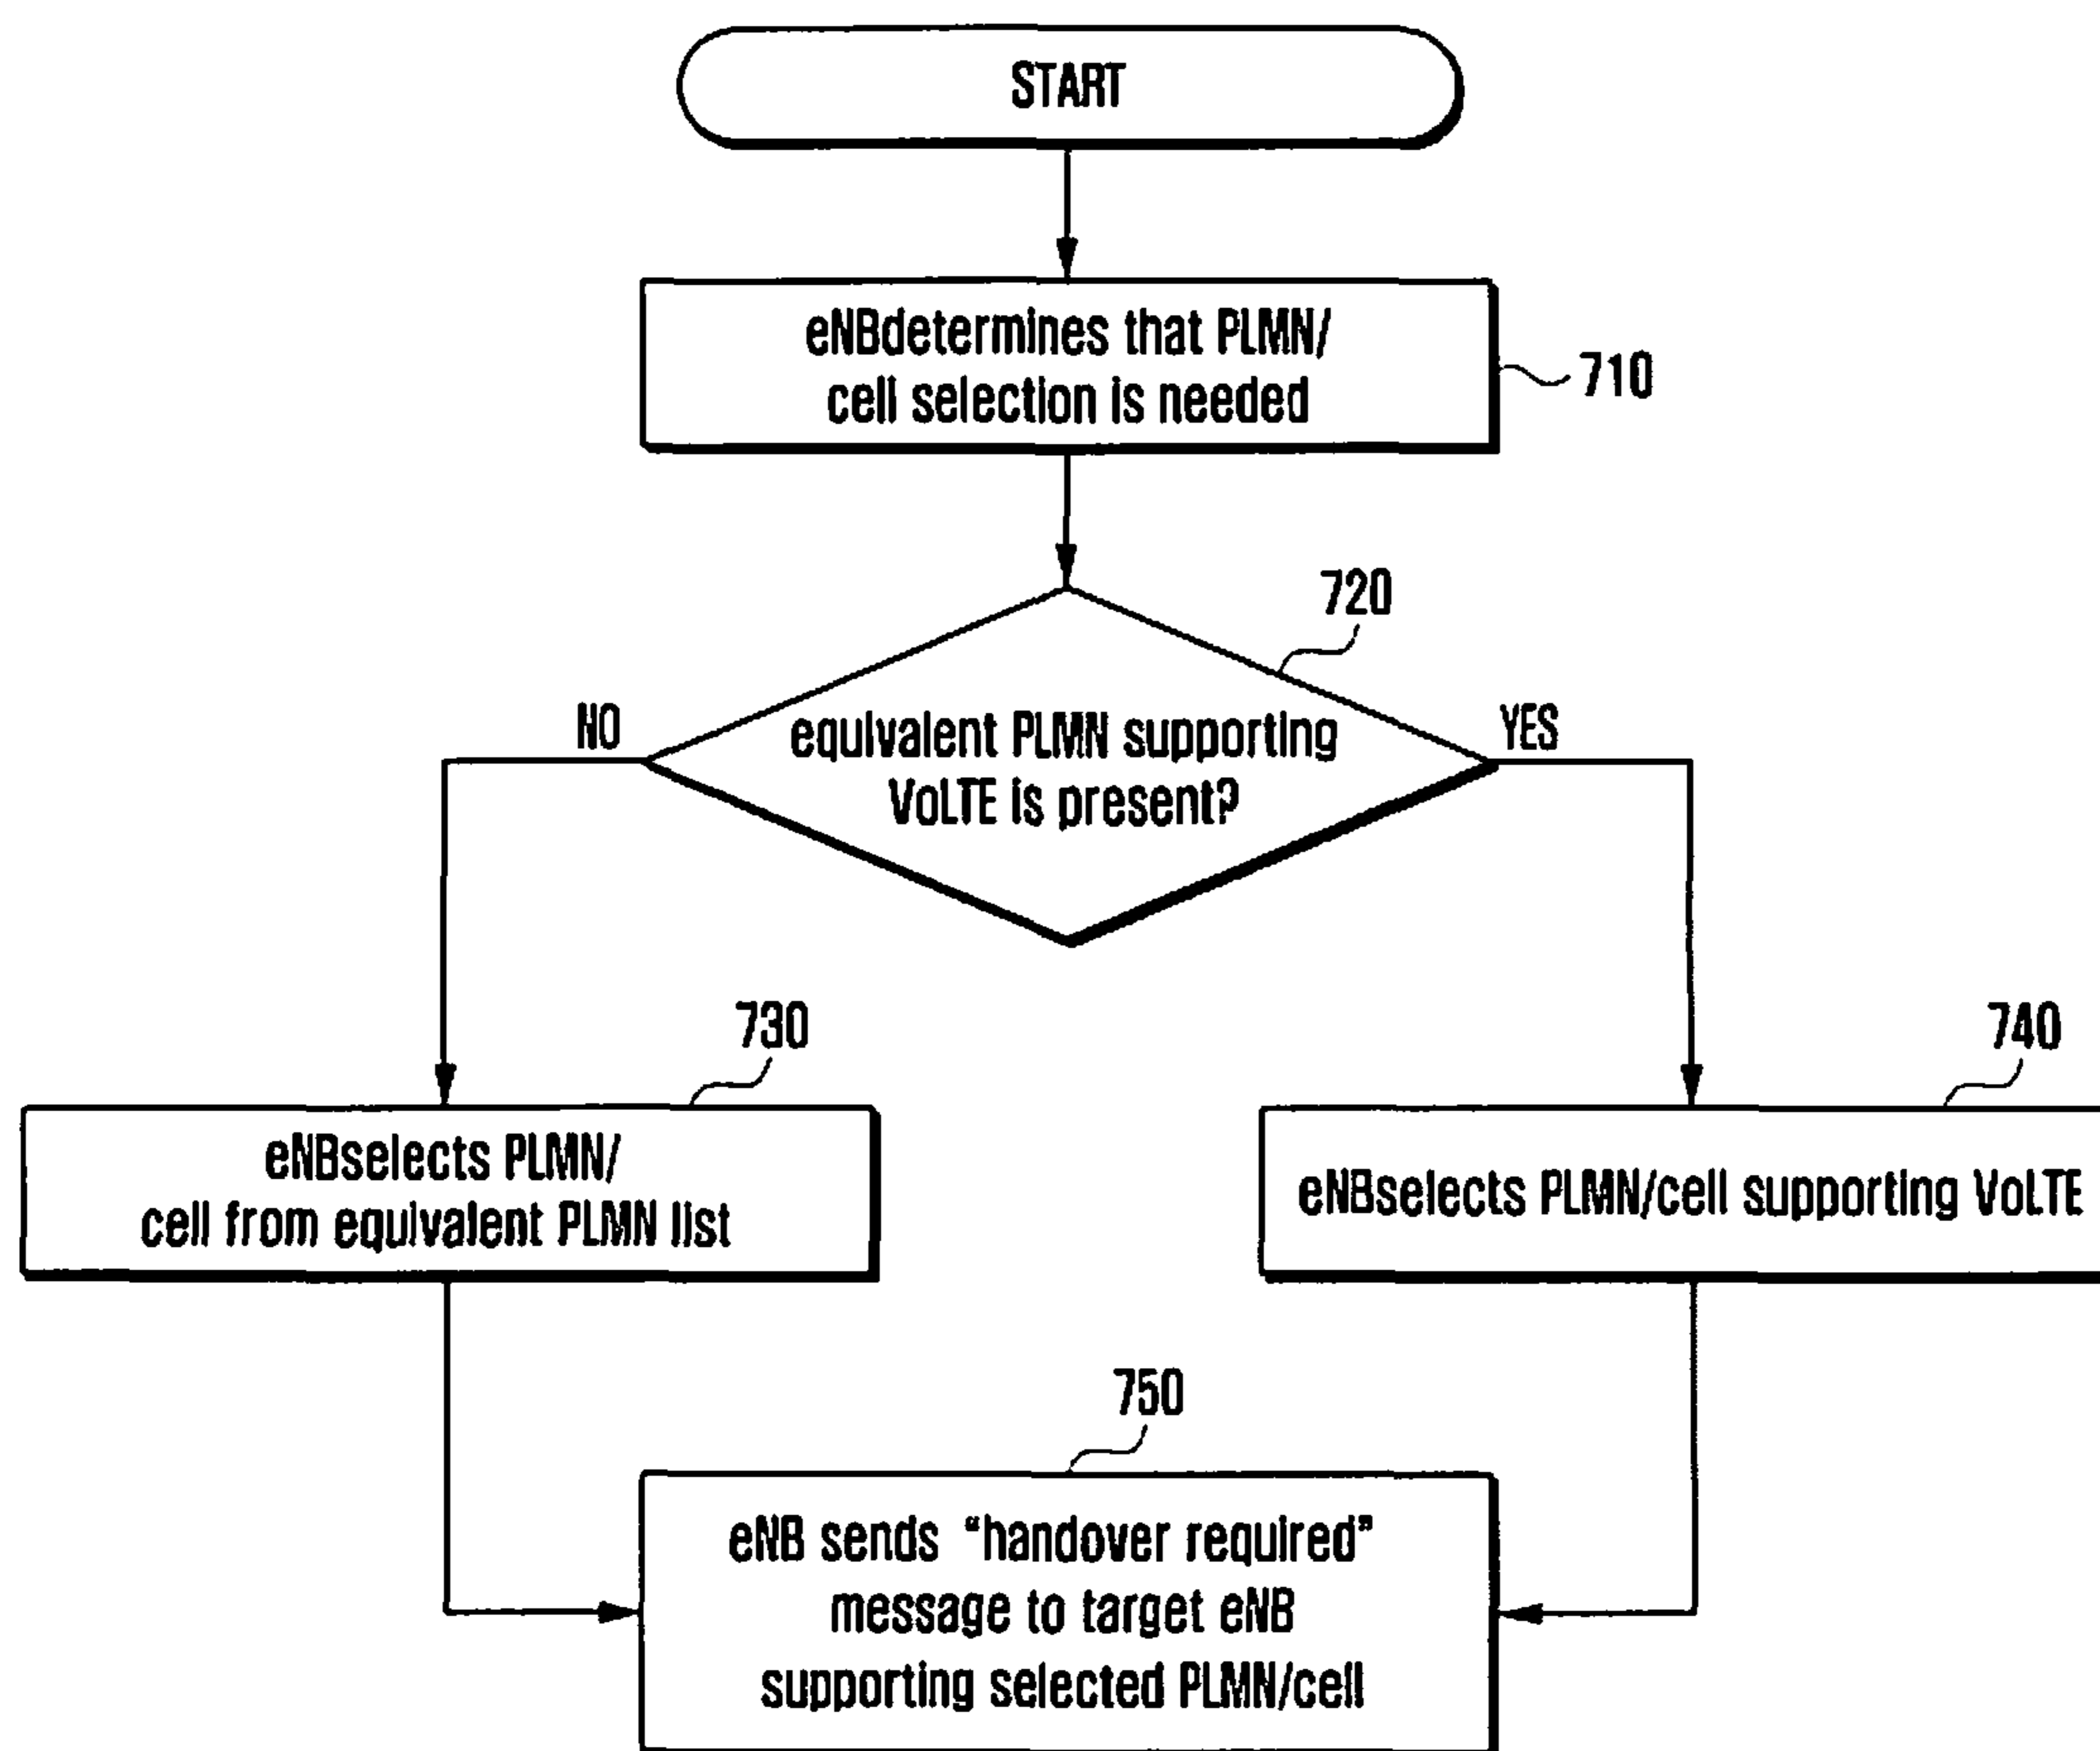 START
eNBdetermines that PLMN/
cell selection is needed
710
720
NO
equivalent PLMN supporting
VoLTE is present?
YES
730
740
eNBselects PLMN/
cell from equivalent PLMN list
eNBselects PLMN/cell supporting VoLTE
750
eNB sends “handover required”
message to target eNB
supporting selected PLMN/cell